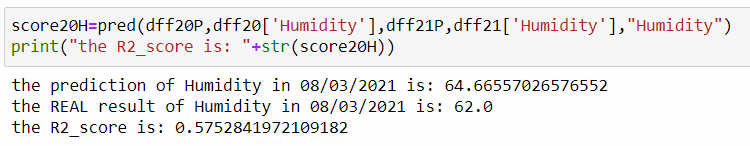 score20H=pred(dff20P,dff20['Humidity'],dff21P,dff21['Humidity'],"Humidity")
print("the R2_score is: "+str(score20H))
the prediction of Humidity in 08/03/2021 is: 64.66557026576552
the REAL result of Humidity in 08/03/2021 is: 62.0
the R2_score is: 0.5752841972109182